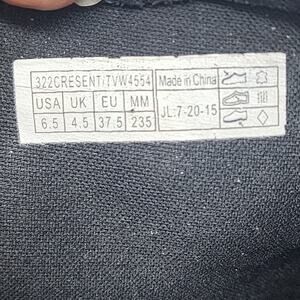 322CRESENT/TVW4554
USA UK EU MM
6.5 4.5 37.5 235
Made in China
JL:7-20-15